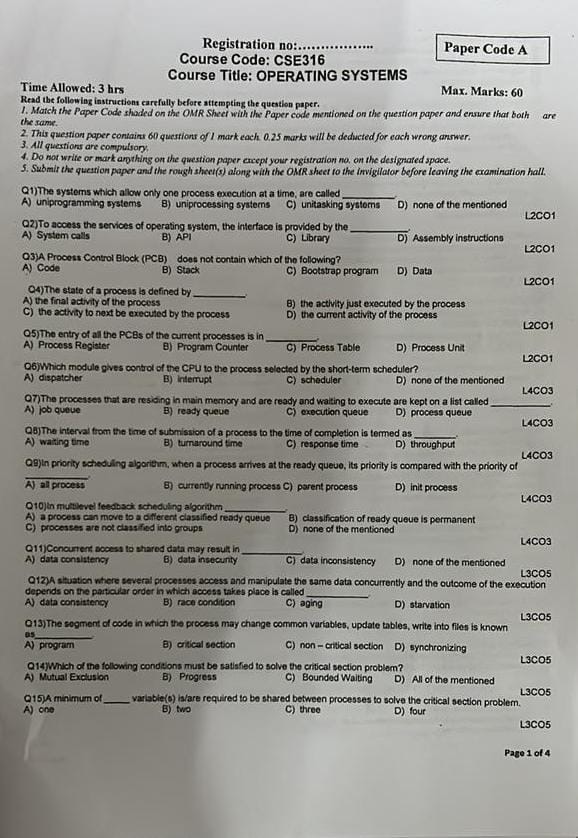 Registration no:..................
Paper Code A
Course Code: CSE316
Course Title: OPERATING SYSTEMS
Time Allowed: 3 hrs
Max. Marks: 60
Read the following instructions carefully before attempting the question paper.
1. Match the Paper Code shaded on the OMR Sheet with the Paper code mentioned on the question paper and ensure that both are
the same.
2. This question paper contains 60 questions of 1 mark each. 0.25 marks will be deducted for each wrong answer.
3. All questions are compulsory.
4. Do not write or mark anything on the question paper except your registration no. on the designated space.
5. Submit the question paper and the rough sheet(s) along with the OMR sheet to the invigilator before leaving the examination hall.
Q1)The systems which allow only one process execution at a time, are called __________.
A) uniprogramming systems B) uniprocessing systems C) unitasking systems D) none of the mentioned
L2CO1
Q2)To access the services of operating system, the interface is provided by the __________.
A) System calls B) API C) Library D) Assembly instructions
L2CO1
Q3)A Process Control Block (PCB) does not contain which of the following?
A) Code B) Stack C) Bootstrap program D) Data
L2CO1
Q4)The state of a process is defined by __________
A) the final activity of the process B) the activity just executed by the process
C) the activity to next be executed by the process D) the current activity of the process
L2CO1
Q5)The entry of all the PCBs of the current processes is in __________.
A) Process Register B) Program Counter C) Process Table D) Process Unit
L2CO1
Q6)Which module gives control of the CPU to the process selected by the short-term scheduler?
A) dispatcher B) interrupt C) scheduler D) none of the mentioned
L4CO3
Q7)The processes that are residing in main memory and are ready and waiting to execute are kept on a list called __________.
A) job queue B) ready queue C) execution queue D) process queue
L4CO3
Q8)The interval from the time of submission of a process to the time of completion is termed as ________.
A) waiting time B) turnaround time C) response time D) throughput
L4CO3
Q9)In priority scheduling algorithm, when a process arrives at the ready queue, its priority is compared with the priority of
__________.
A) all process B) currently running process C) parent process D) init process
L4CO3
Q10)In multilevel feedback scheduling algorithm __________
A) a process can move to a different classified ready queue B) classification of ready queue is permanent
C) processes are not classified into groups D) none of the mentioned
L4CO3
Q11)Concurrent access to shared data may result in __________.
A) data consistency B) data insecurity C) data inconsistency D) none of the mentioned
L3CO5
Q12)A situation where several processes access and manipulate the same data concurrently and the outcome of the execution
depends on the particular order in which access takes place is called __________.
A) data consistency B) race condition C) aging D) starvation
L3CO5
Q13)The segment of code in which the process may change common variables, update tables, write into files is known
as__________.
A) program B) critical section C) non – critical section D) synchronizing
L3CO5
Q14)Which of the following conditions must be satisfied to solve the critical section problem?
A) Mutual Exclusion B) Progress C) Bounded Waiting D) All of the mentioned
L3CO5
Q15)A minimum of _____ variable(s) is/are required to be shared between processes to solve the critical section problem.
A) one B) two C) three D) four
L3CO5
Page 1 of 4